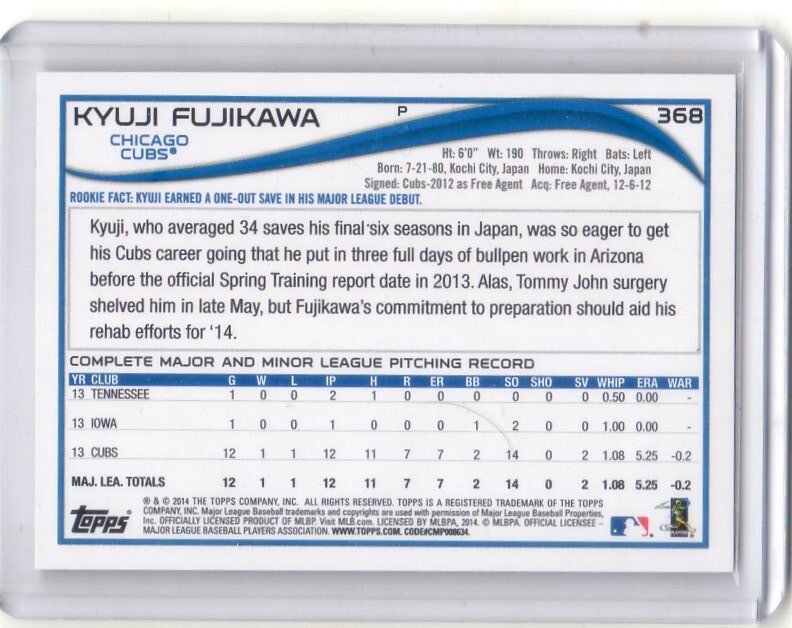 KYUJI FUJIKAWA P 368
CHICAGO
CUBS®
Ht: 6'0" Wt: 190 Throws: Right Bats: Left
Born: 7-21-80, Kochi City, Japan Home: Kochi City, Japan
Signed: Cubs-2012 as Free Agent Acq: Free Agent, 12-6-12
ROOKIE FACT: KYUJI EARNED A ONE-OUT SAVE IN HIS MAJOR LEAGUE DEBUT.
Kyuji, who averaged 34 saves his final six seasons in Japan, was so eager to get
his Cubs career going that he put in three full days of bullpen work in Arizona
before the official Spring Training report date in 2013. Alas, Tommy John surgery
shelved him in late May, but Fujikawa's commitment to preparation should aid his
rehab efforts for '14.
COMPLETE MAJOR AND MINOR LEAGUE PITCHING RECORD
YR CLUB G W L IP H R ER BB SO SHO SV WHIP ERA WAR
13 TENNESSEE 1 0 0 2 1 0 0 0 0 0 0 0.50 0.00 -
13 IOWA 1 0 0 1 0 0 0 1 2 0 0 1.00 0.00 -
13 CUBS 12 1 1 12 11 7 7 2 14 0 2 1.08 5.25 -0.2
MAJ. LEA. TOTALS 12 1 1 12 11 7 7 2 14 0 2 1.08 5.25 -0.2
® & © 2014 THE TOPPS COMPANY, INC. ALL RIGHTS RESERVED. TOPPS IS A REGISTERED TRADEMARK OF THE TOPPS
COMPANY, INC. Major League Baseball trademarks and copyrights are used with permission of Major League Baseball Properties,
Inc. OFFICIALLY LICENSED PRODUCT OF MLBP. Visit MLB.com. LICENSED BY MLBPA, 2014. © MLBPA. OFFICIAL LICENSEE –
MAJOR LEAGUE BASEBALL PLAYERS ASSOCIATION. WWW.TOPPS.COM. CODE#CMP008634.
Topps®